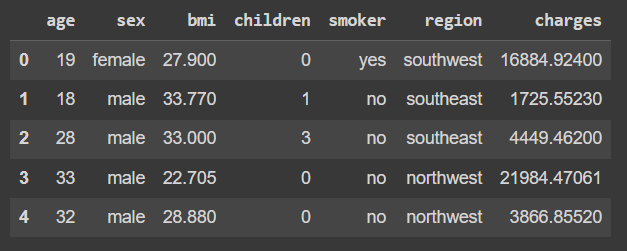 age sex bmi children smoker region charges
0 19 female 27.900 0 yes southwest 16884.92400
1 18 male 33.770 1 no southeast 1725.55230
2 28 male 33.000 3 no southeast 4449.46200
3 33 male 22.705 0 no northwest 21984.47061
4 32 male 28.880 0 no northwest 3866.85520